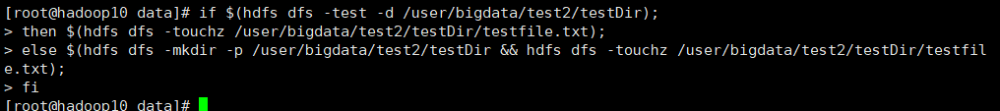 [root@hadoop10 data]# if $(hdfs dfs -test -d /user/bigdata/test2/testDir);
> then $(hdfs dfs -touchz /user/bigdata/test2/testDir/testfile.txt);
> else $(hdfs dfs -mkdir -p /user/bigdata/test2/testDir && hdfs dfs -touchz /user/bigdata/test2/testDir/testfil
e.txt);
> fi
[root@hadoop10 data]#